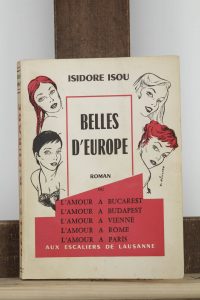 ISIDORE ISOU
BELLES
D'EUROPE
ROMAN
OU
L'AMOUR A BUCAREST
L'AMOUR A BUDAPEST
L'AMOUR A VIENNE
L'AMOUR A ROME
L'AMOUR A PARIS
AUX ESCALIERS DE LAUSANNE